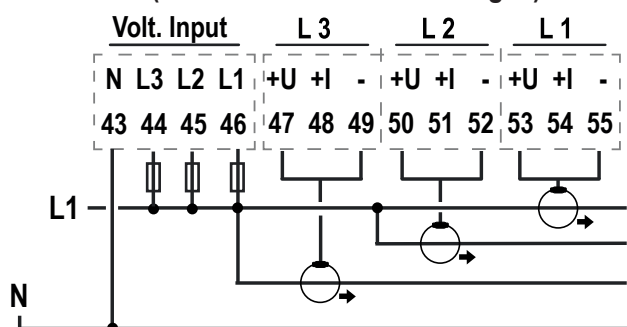 Volt. Input L 3 L 2 L 1
N L3 L2 L1 +U +I - +U +I - +U +I -
43 44 45 46 47 48 49 50 51 52 53 54 55
L1
N